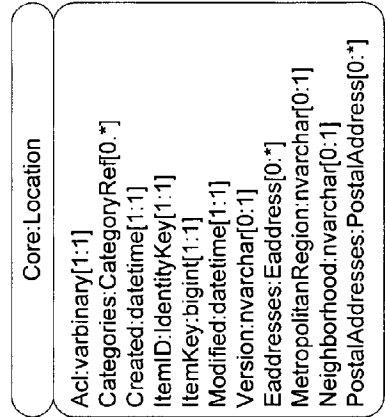 Core:Location
Acl:varbinary[1:1]
Categories:CategoryRef[0.*]
Created:datetime[1:1]
ItemID:IdentityKey[1:1]
ItemKey:bigint[1:1]
Modified:datetime[1:1]
Version:nvarchar[0:1]
Eaddresses:Eaddress[0:*]
MetropolitanRegion:nvarchar[0:1]
Neighborhood:nvarchar[0:1]
PostalAddresses:PostalAddress[0:*]